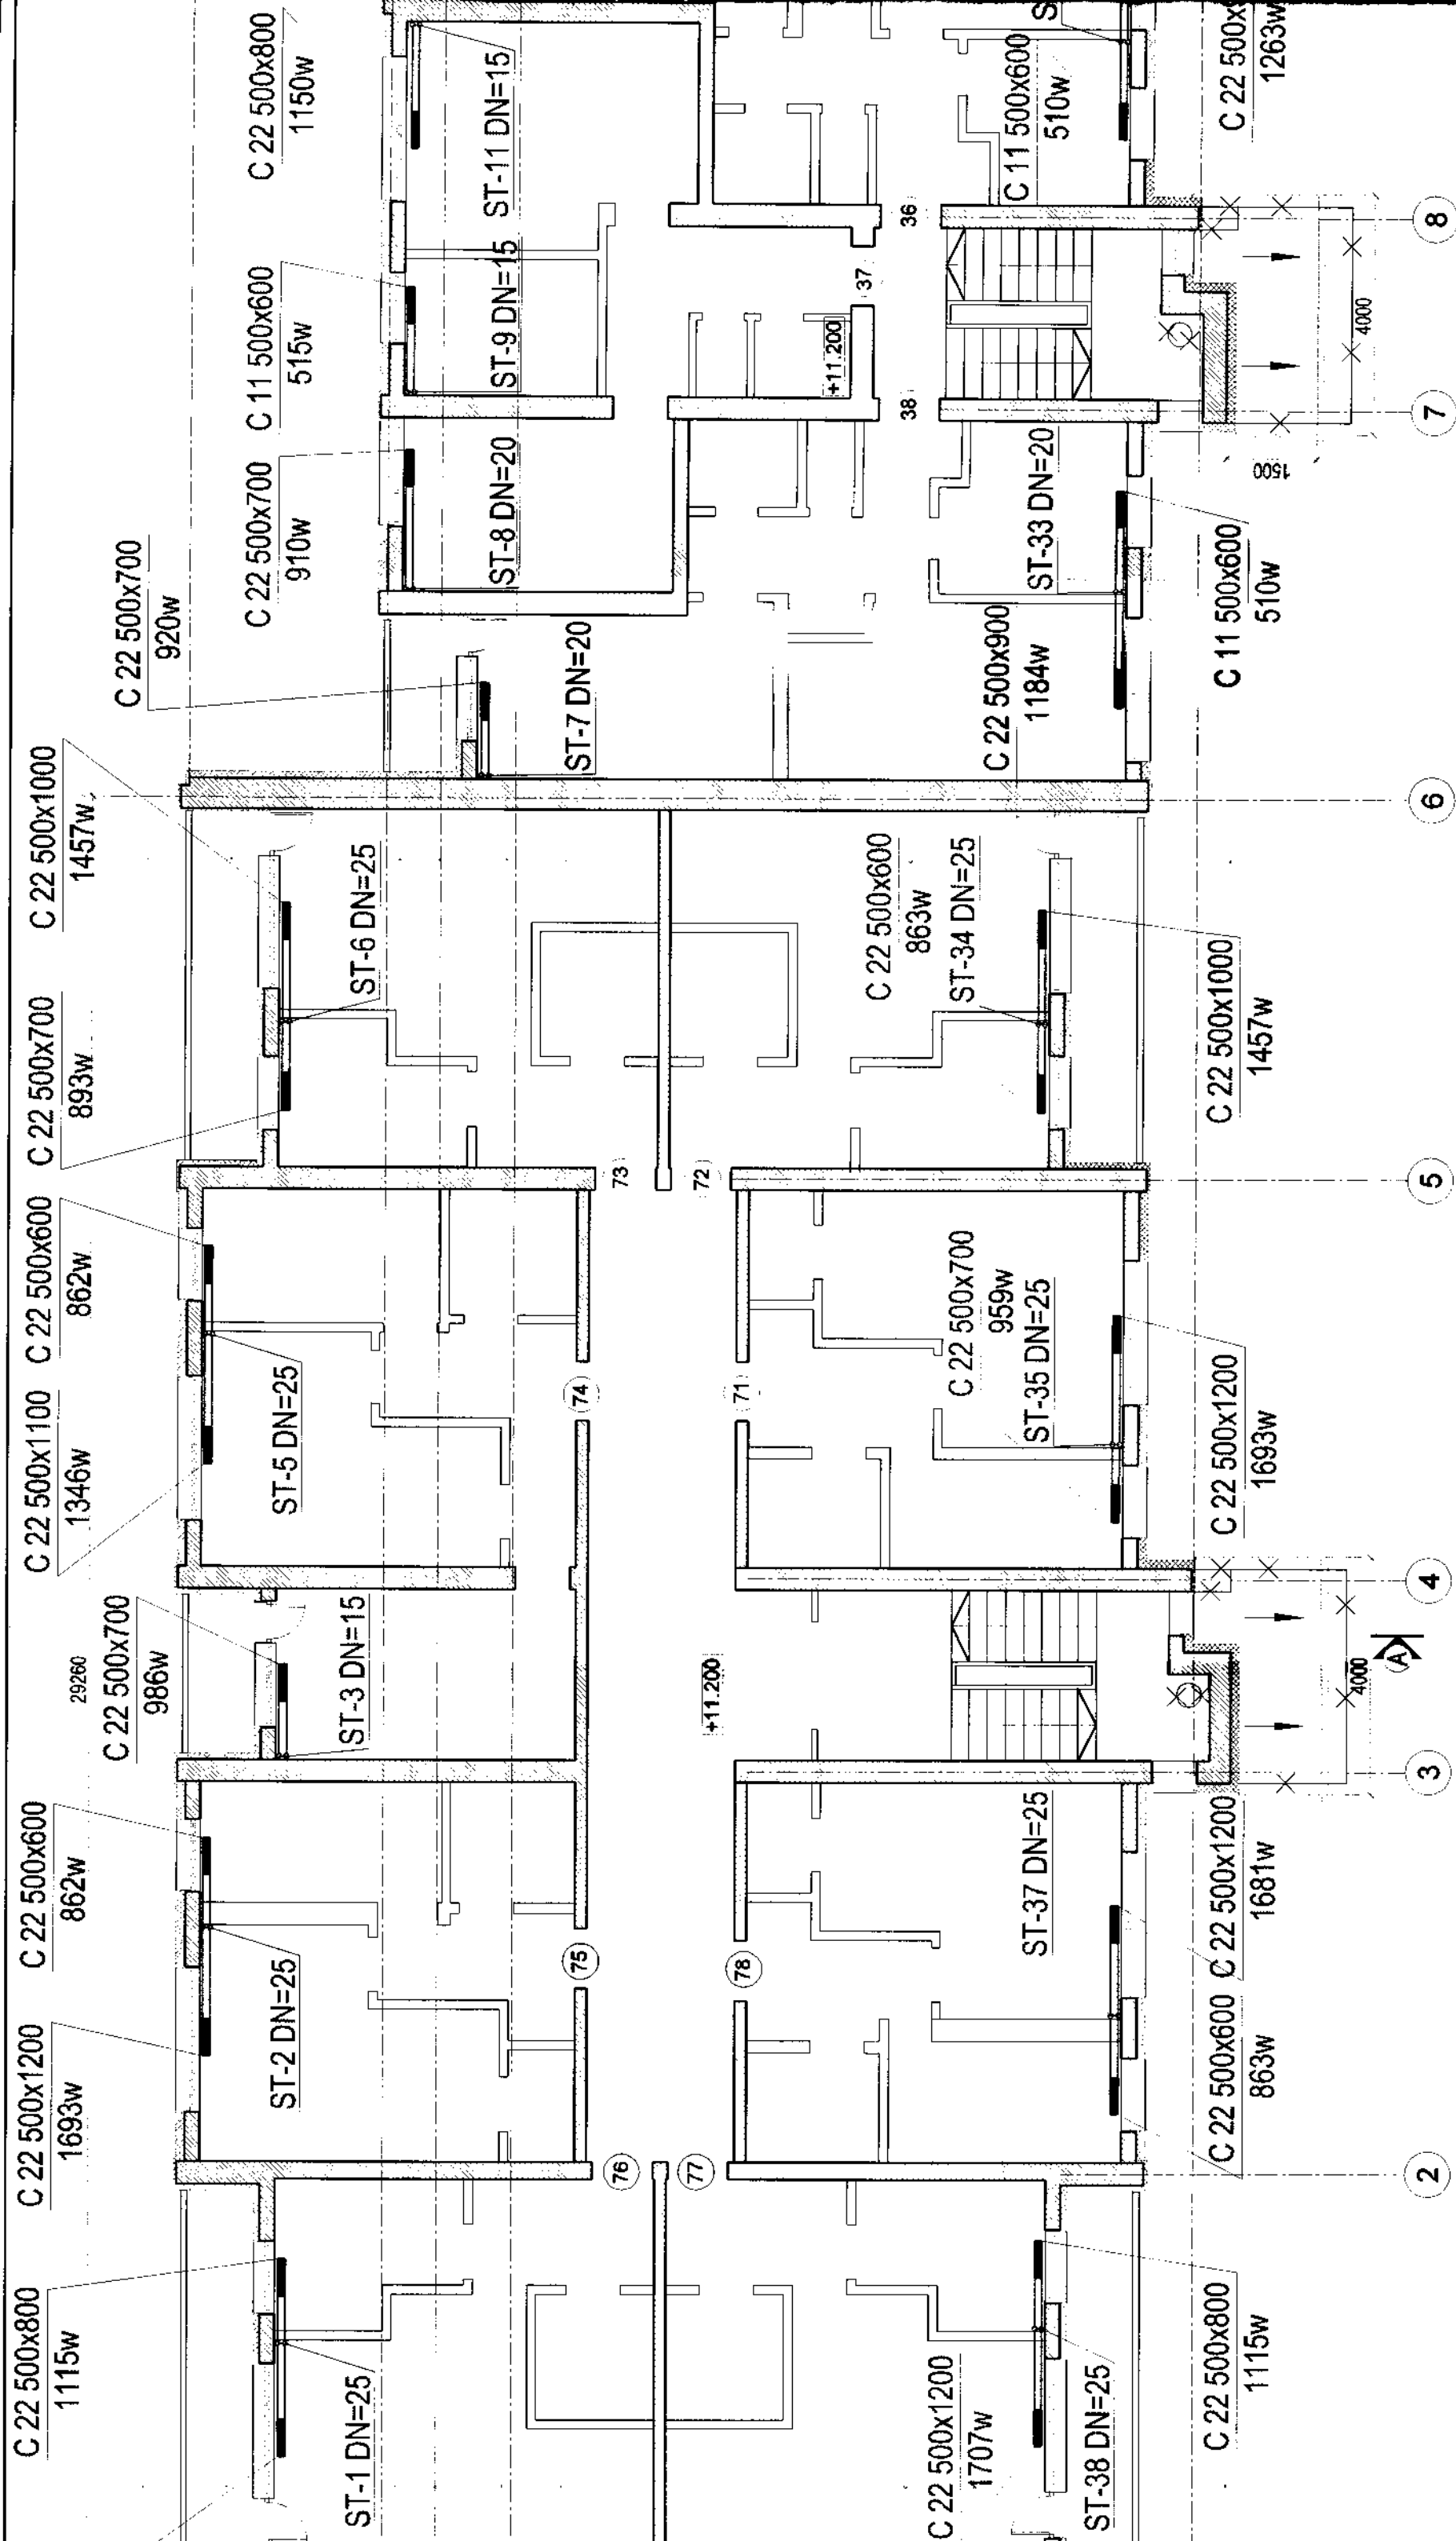 C 22 500x800
1115w
C 22 500x1200
1693w
C 22 500x600
862w
C 22 500x700
986w
29260
C 22 500x1100
1346w
C 22 500x600
862w
C 22 500x700
893w
C 22 500x1000
1457w
C 22 500x700
920w
C 22 500x700
910w
C 11 500x600
515w
C 22 500x800
1150w
ST-1 DN=25
ST-2 DN=25
ST-3 DN=15
ST-5 DN=25
ST-6 DN=25
ST-7 DN=20
ST-8 DN=20
ST-9 DN=15
ST-11 DN=15
76
77
75
78
74
71
73
72
38
37
36
+11.200
+11.200
C 22 500x1200
1707w
ST-38 DN=25
C 22 500x800
1115w
ST-37 DN=25
C 22 500x600
863w
C 22 500x1200
1681w
C 22 500x700
959w
ST-35 DN=25
C 22 500x1200
1693w
C 22 500x600
863w
ST-34 DN=25
C 22 500x1000
1457w
C 22 500x900
1184w
ST-33 DN=20
C 11 500x600
510w
C 11 500x600
510w
S
C 22 500x
1263w
4000
A
1500
4000
2
3
4
5
6
7
8